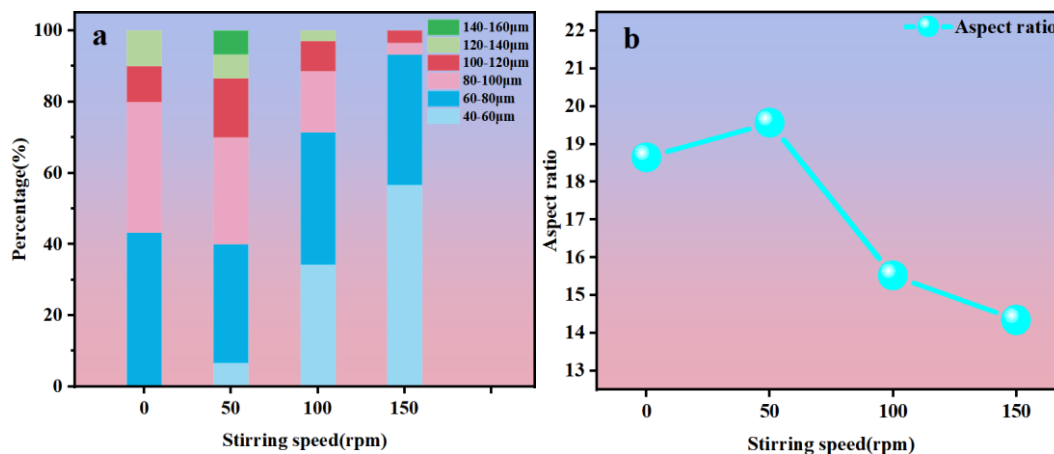 a
140-160μm
120-140μm
100-120μm
80-100μm
60-80μm
40-60μm
100
80
60
40
20
0
Percentage(%)
0 50 100 150
Stirring speed(rpm)
b
Aspect ratio
22
21
20
19
18
17
16
15
14
13
Aspect ratio
0 50 100 150
Stirring speed(rpm)